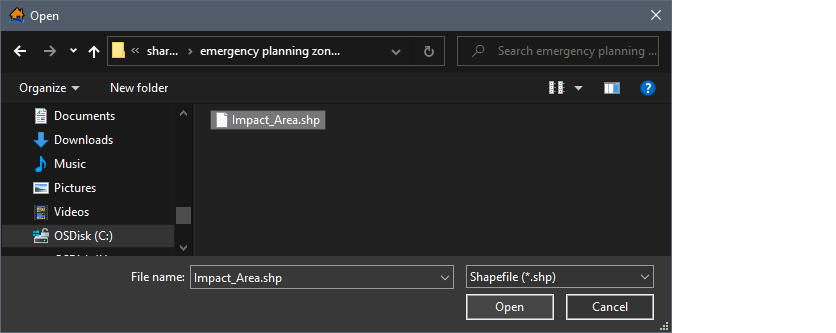 Open
« shar... › emergency planning zon...
Search emergency planning ...
Organize
New folder
Documents
Downloads
Music
Pictures
Videos
OSDisk (C:)
Impact_Area.shp
File name: Impact_Area.shp
Shapefile (*.shp)
Open
Cancel